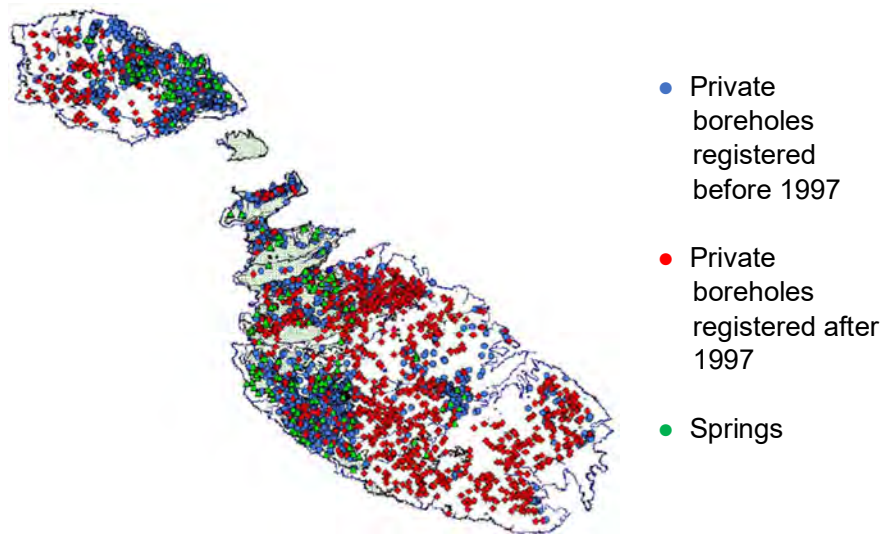 Private
boreholes
registered
before 1997
Private
boreholes
registered after
1997
Springs